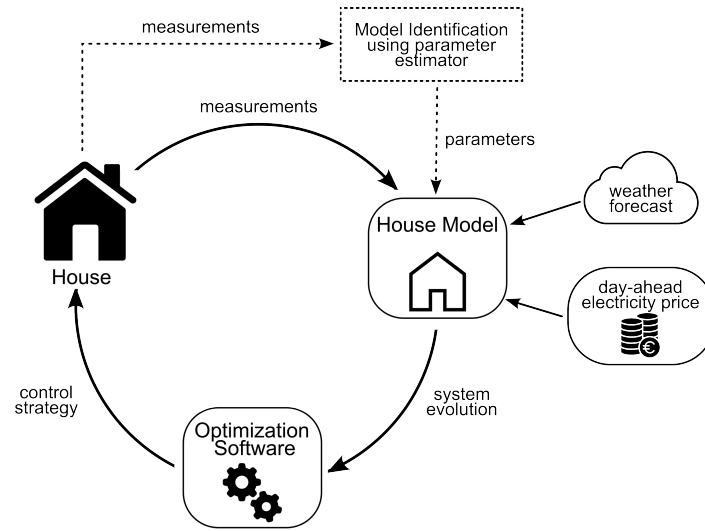 measurements
Model Identification
using parameter
estimator
measurements
parameters
weather
forecast
House Model
House
day-ahead
electricity price
€
control
strategy
system
evolution
Optimization
Software